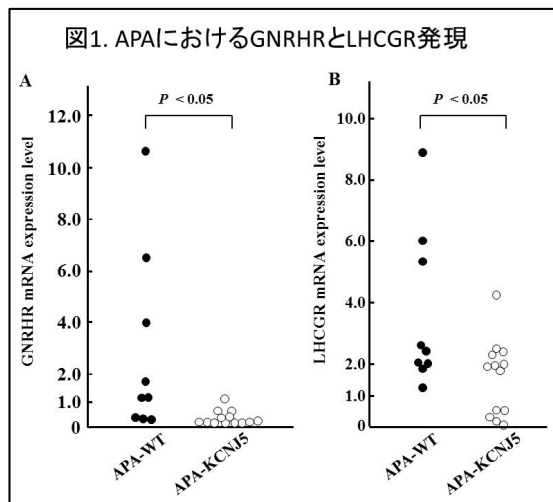 図1. APAにおけるGNRHRとLHCGR発現
A
P < 0.05
GNRHR mRNA expression level
12.0
10.0
8.0
6.0
4.0
2.0
1.0
0
APA-WT
APA-KCNJ5
B
P < 0.05
LHCGR mRNA expression level
10.0
8.0
6.0
4.0
2.0
1.0
0
APA-WT
APA-KCNJ5